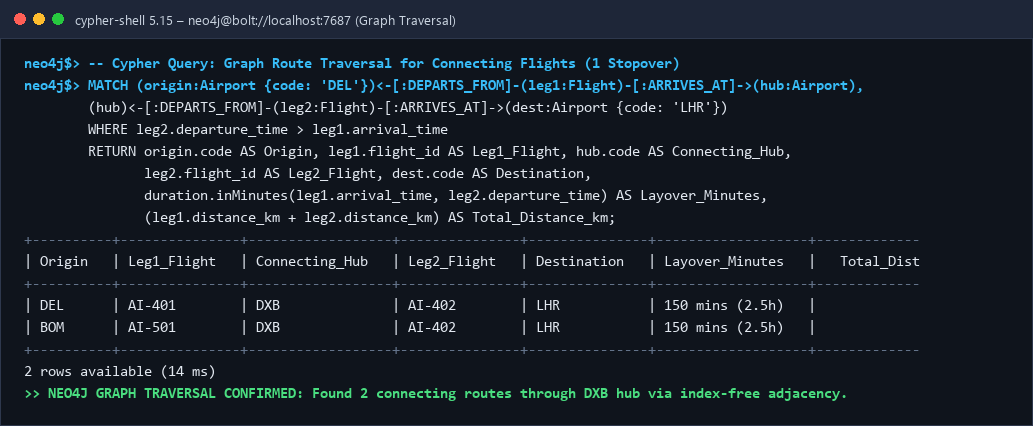 cypher-shell 5.15 – neo4j@bolt://localhost:7687 (Graph Traversal)
neo4j$> -- Cypher Query: Graph Route Traversal for Connecting Flights (1 Stopover)
neo4j$> MATCH (origin:Airport {code: 'DEL'})<-[:DEPARTS_FROM]-(leg1:Flight)-[:ARRIVES_AT]->(hub:Airport),
        (hub)<-[:DEPARTS_FROM]-(leg2:Flight)-[:ARRIVES_AT]->(dest:Airport {code: 'LHR'})
        WHERE leg2.departure_time > leg1.arrival_time
        RETURN origin.code AS Origin, leg1.flight_id AS Leg1_Flight, hub.code AS Connecting_Hub,
               leg2.flight_id AS Leg2_Flight, dest.code AS Destination,
               duration.inMinutes(leg1.arrival_time, leg2.departure_time) AS Layover_Minutes,
               (leg1.distance_km + leg2.distance_km) AS Total_Distance_km;
+----------+---------------+------------------+---------------+---------------+-------------------+-------------
| Origin   | Leg1_Flight   | Connecting_Hub   | Leg2_Flight   | Destination   | Layover_Minutes   |   Total_Dist
+----------+---------------+------------------+---------------+---------------+-------------------+-------------
| DEL      | AI-401        | DXB              | AI-402        | LHR           | 150 mins (2.5h)   |
| BOM      | AI-501        | DXB              | AI-402        | LHR           | 150 mins (2.5h)   |
+----------+---------------+------------------+---------------+---------------+-------------------+-------------
2 rows available (14 ms)
>> NEO4J GRAPH TRAVERSAL CONFIRMED: Found 2 connecting routes through DXB hub via index-free adjacency.